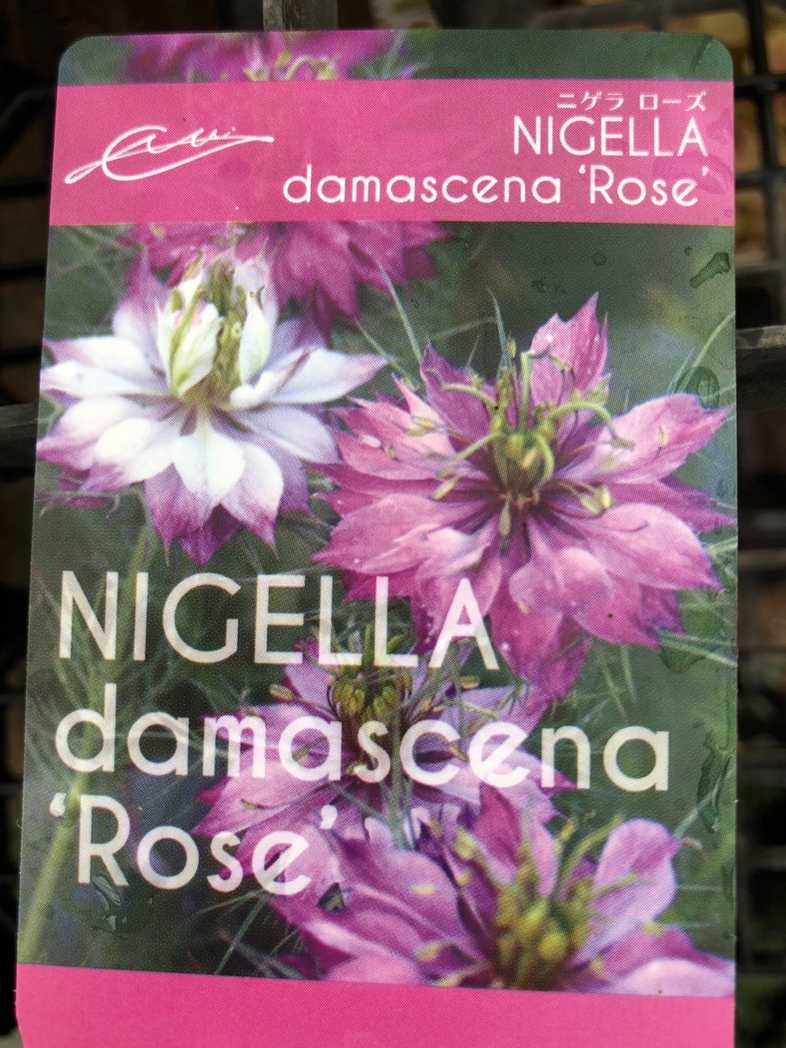 ニゲラ ローズ
NIGELLA
damascena ‘Rose’
NIGELLA
damascena
‘Rose’